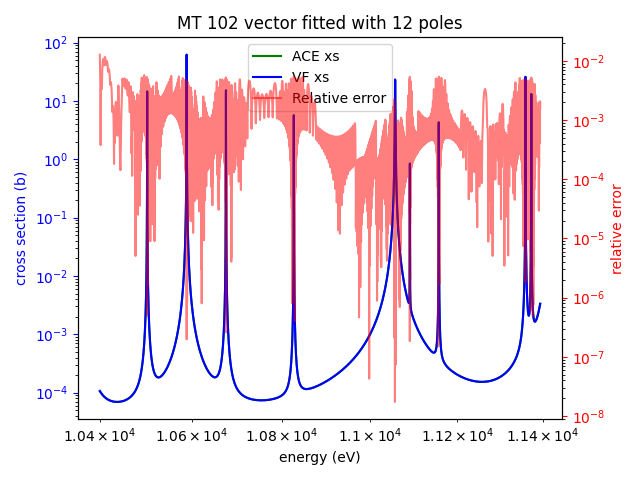 MT 102 vector fitted with 12 poles
ACE xs
VF xs
Relative error
cross section (b)
10²
10¹
10⁰
10⁻¹
10⁻²
10⁻³
10⁻⁴
relative error
10⁻²
10⁻³
10⁻⁴
10⁻⁵
10⁻⁶
10⁻⁷
10⁻⁸
1.04 × 10⁴ 1.06 × 10⁴ 1.08 × 10⁴ 1.1 × 10⁴ 1.12 × 10⁴ 1.14 × 10⁴
energy (eV)